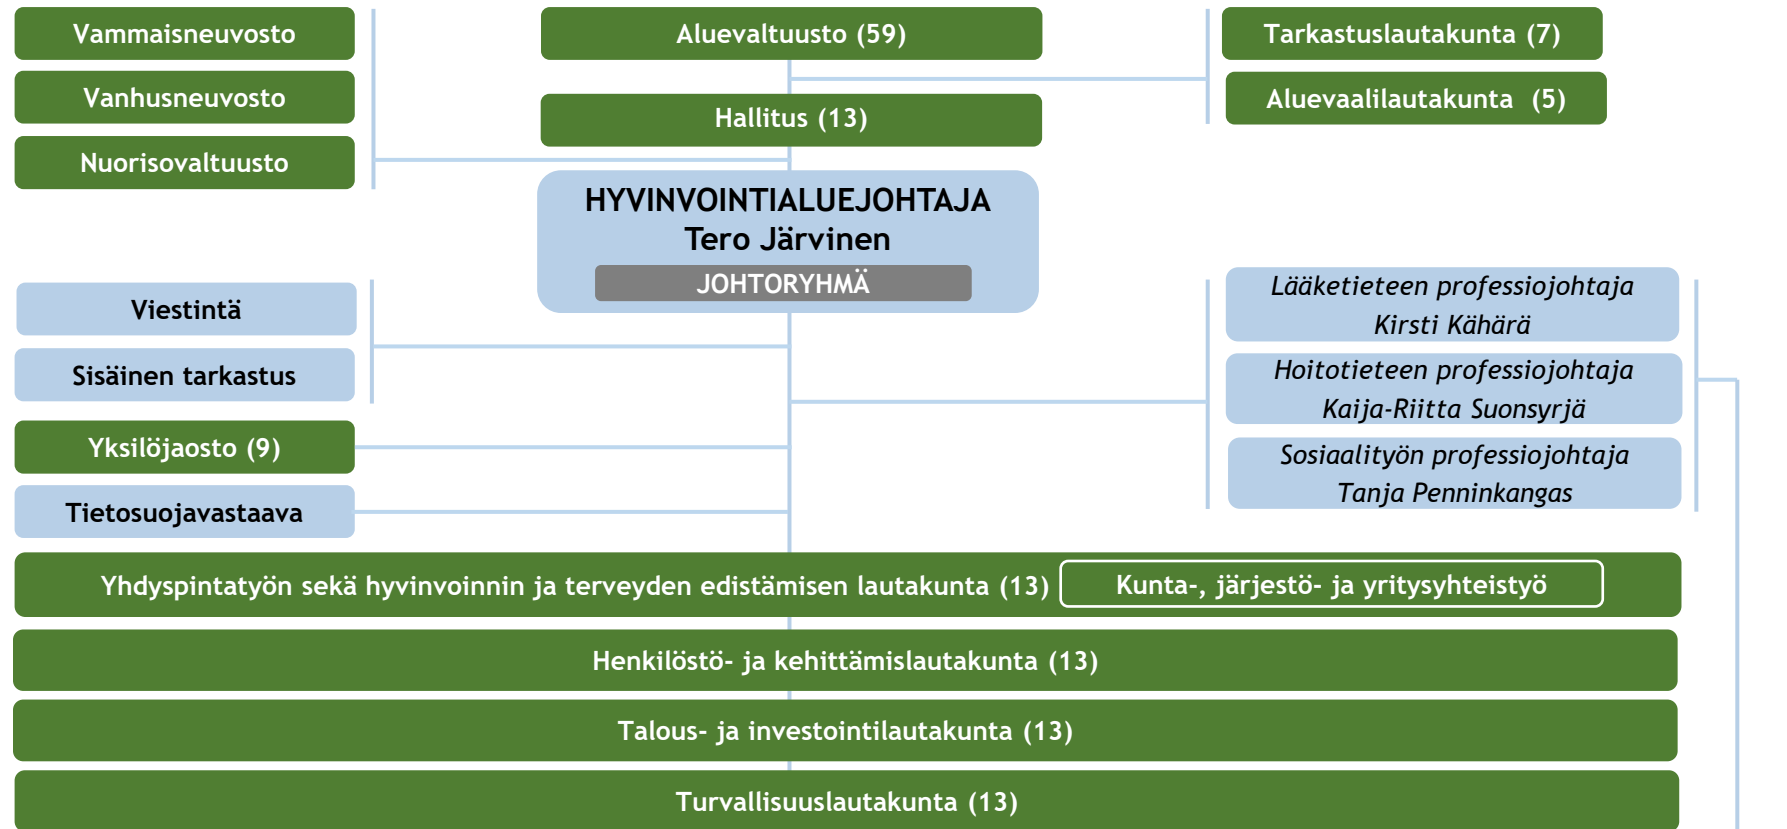 Vammaisneuvosto
Vanhusneuvosto
Nuorisovaltuusto
Aluevaltuusto (59)
Hallitus (13)
Tarkastuslautakunta (7)
Aluevaalilautakunta (5)
HYVINVOINTIALUEJOHTAJA
Tero Järvinen
JOHTORYHMÄ
Viestintä
Sisäinen tarkastus
Yksilöjaosto (9)
Tietosuojavastaava
Lääketieteen professiojohtaja
Kirsti Kähärä
Hoitotieteen professiojohtaja
Kaija-Riitta Suonsyrjä
Sosiaalityön professiojohtaja
Tanja Penninkangas
Yhdyspintatyön sekä hyvinvoinnin ja terveyden edistämisen lautakunta (13)
Kunta-, järjestö- ja yritysyhteistyö
Henkilöstö- ja kehittämislautakunta (13)
Talous- ja investointilautakunta (13)
Turvallisuuslautakunta (13)